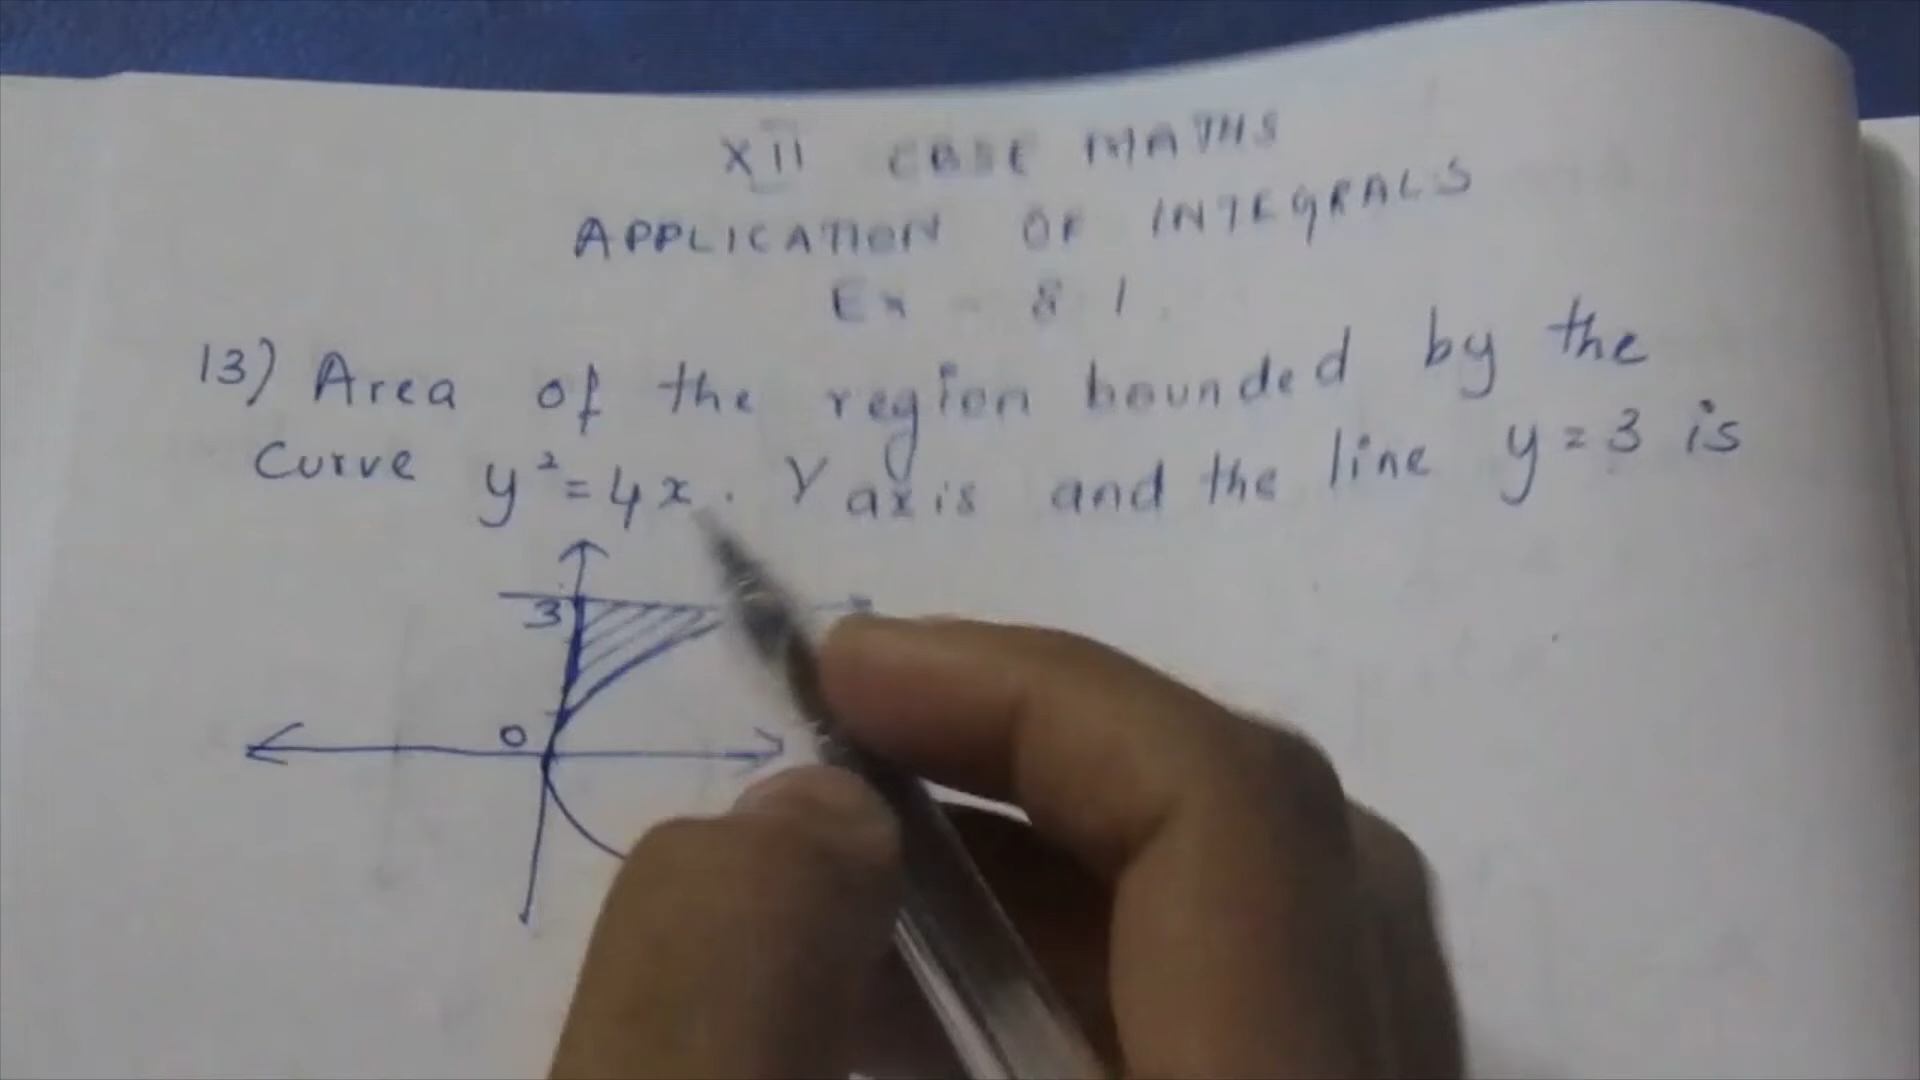 XII CBSE MATHS
APPLICATION OF INTEGRALS
Ex - 8.1
13) Area of the region bounded by the
Curve y² = 4x. Y axis and the line y = 3 is
3
0